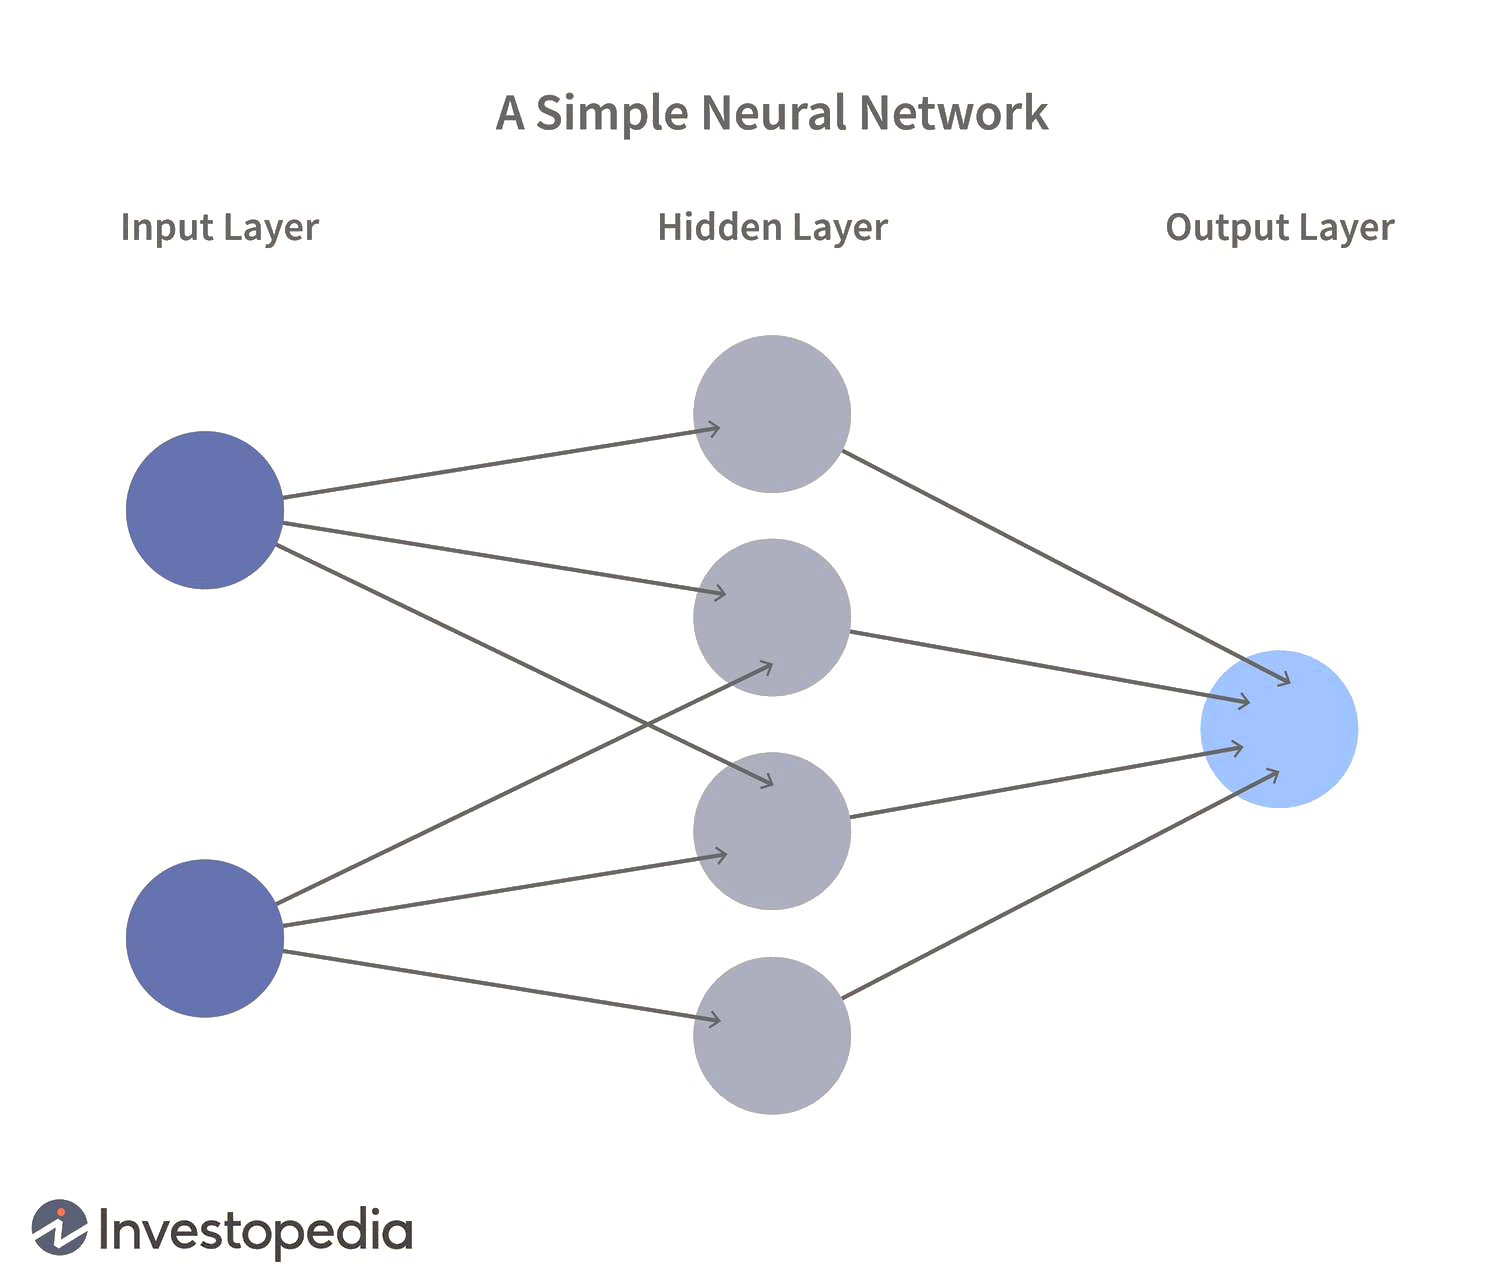 A Simple Neural Network
Input Layer
Hidden Layer
Output Layer
Investopedia